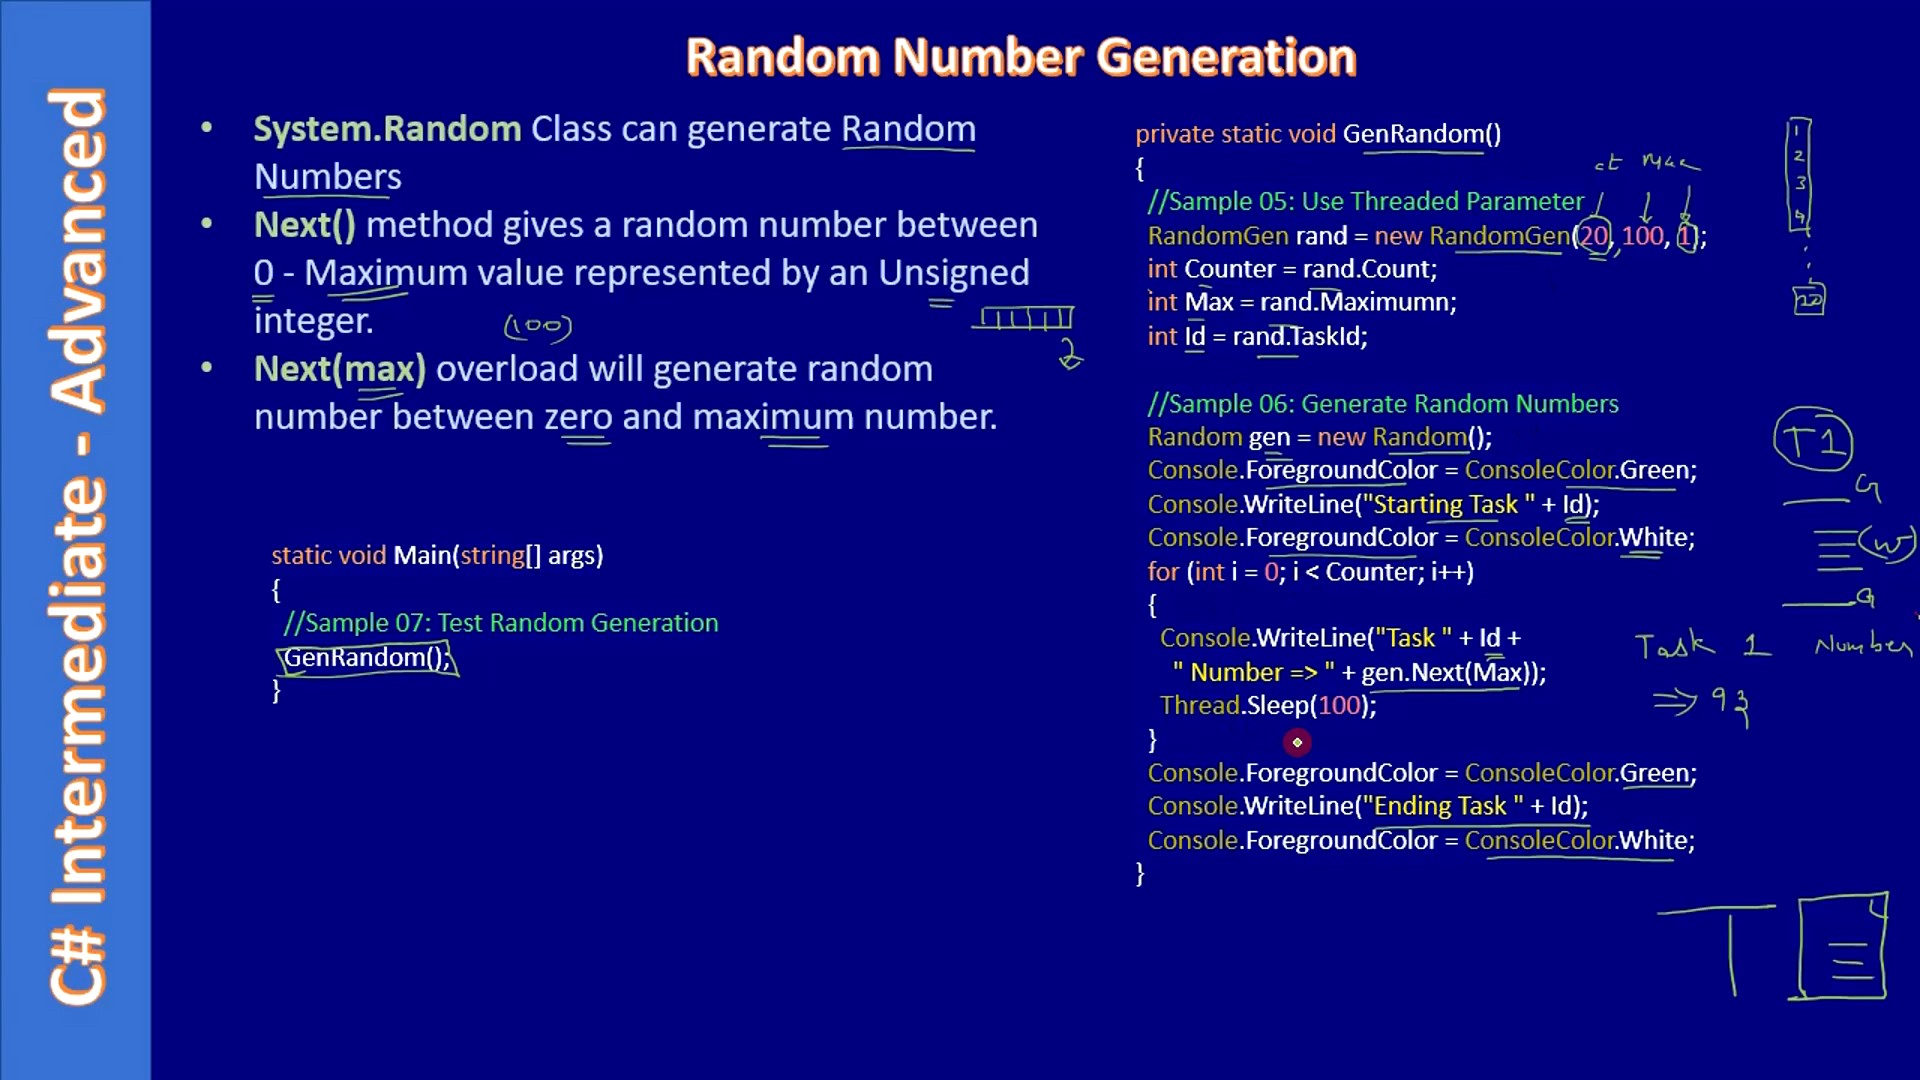 C# Intermediate - Advanced
Random Number Generation
• System.Random Class can generate Random
Numbers
• Next() method gives a random number between
0 - Maximum value represented by an Unsigned
integer.
(100)
2
• Next(max) overload will generate random
number between zero and maximum number.
static void Main(string[] args)
{
//Sample 07: Test Random Generation
GenRandom();
}
private static void GenRandom()
{
//Sample 05: Use Threaded Parameter
RandomGen rand = new RandomGen(20, 100, 1);
int Counter = rand.Count;
int Max = rand.Maximumn;
int Id = rand.TaskId;
//Sample 06: Generate Random Numbers
Random gen = new Random();
Console.ForegroundColor = ConsoleColor.Green;
Console.WriteLine("Starting Task " + Id);
Console.ForegroundColor = ConsoleColor.White;
for (int i = 0; i < Counter; i++)
{
Console.WriteLine("Task " + Id +
" Number => " + gen.Next(Max));
Thread.Sleep(100);
}
Console.ForegroundColor = ConsoleColor.Green;
Console.WriteLine("Ending Task " + Id);
Console.ForegroundColor = ConsoleColor.White;
}
ct
1
2
3
4
20
T1
G
W
G
Task 1 Number
=> 93
T